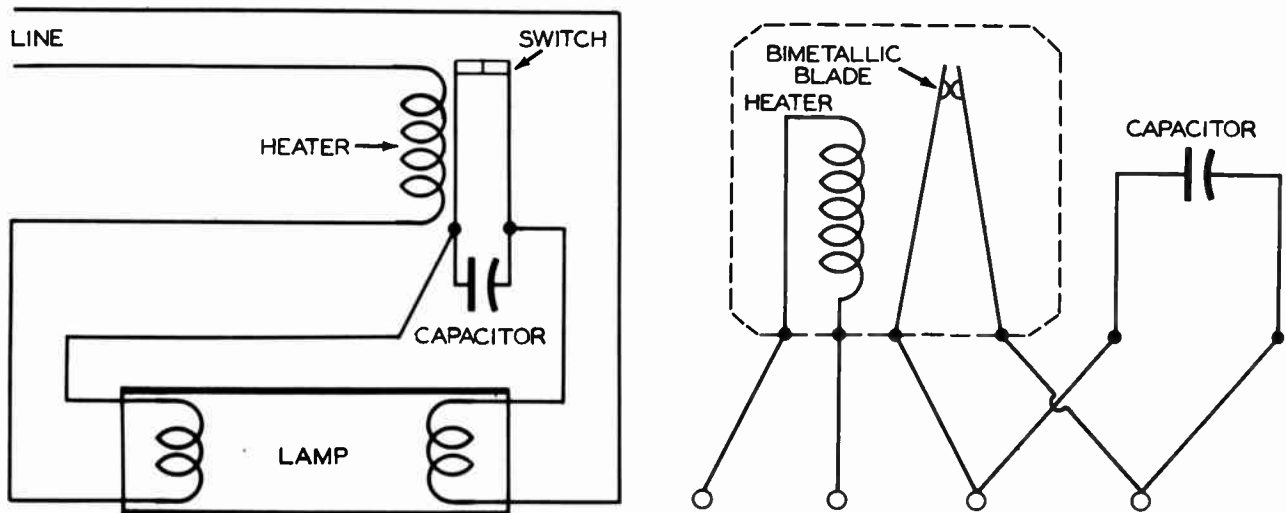 LINE
SWITCH
HEATER
CAPACITOR
LAMP
BIMETALLIC
BLADE
HEATER
CAPACITOR